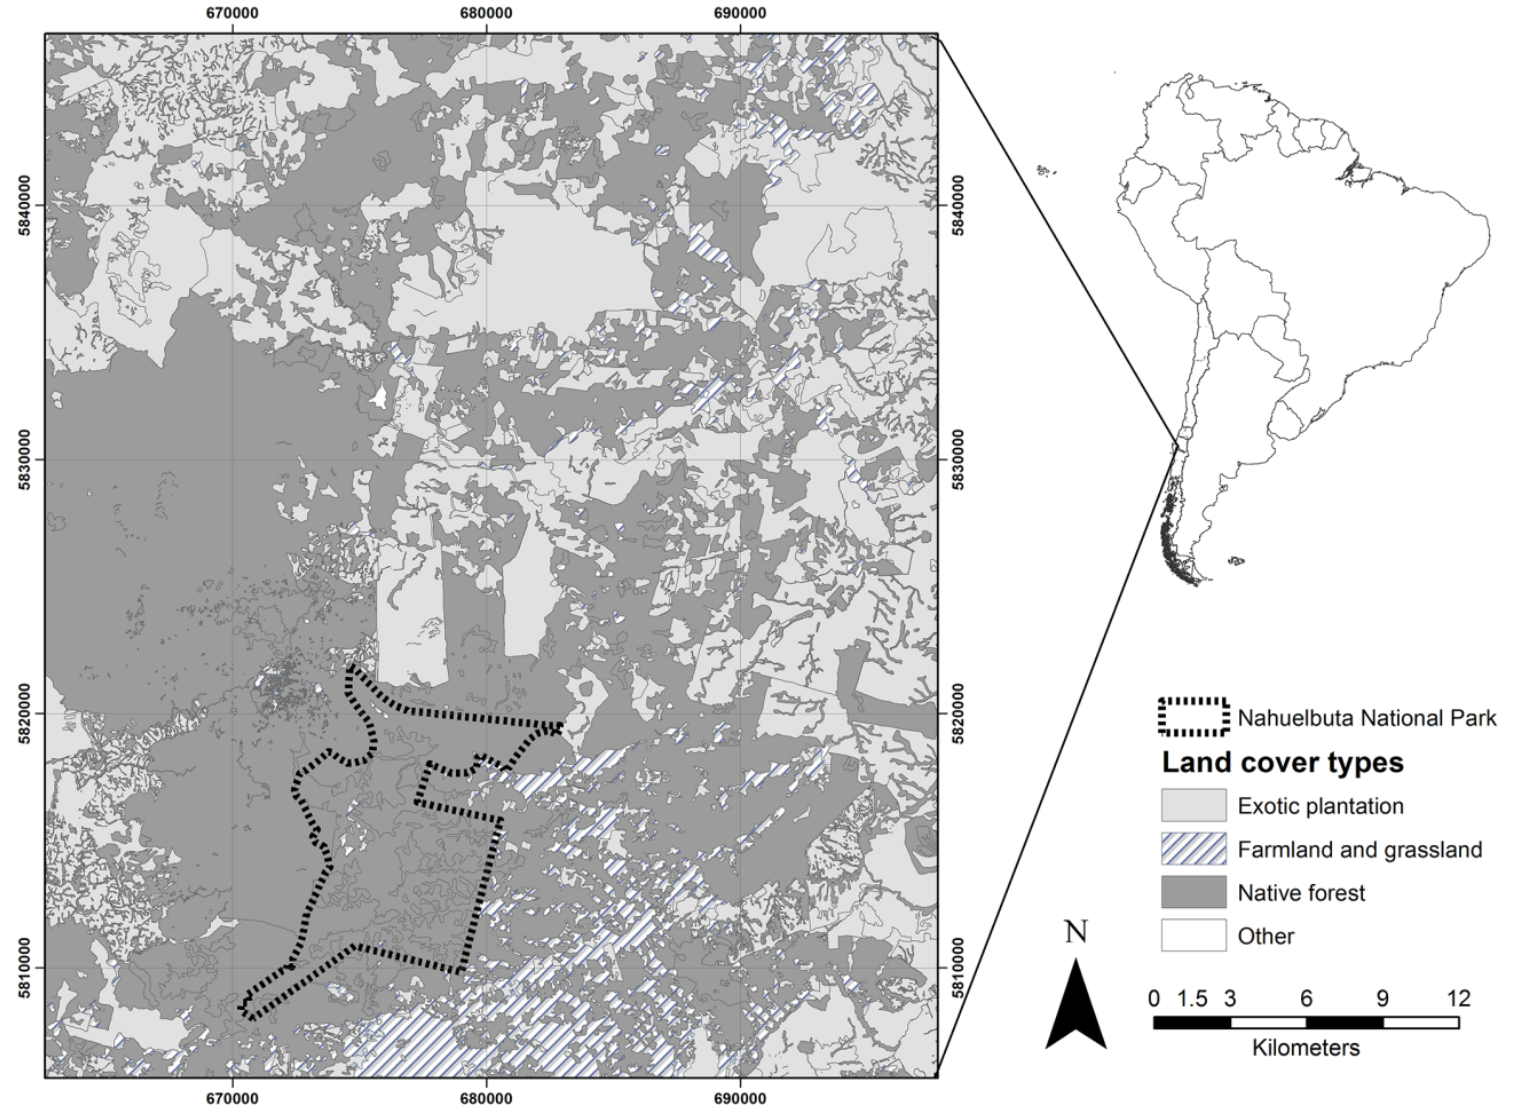 670000 680000 690000
5840000 5840000
5830000 5830000
5820000 5820000
5810000 5810000
670000 680000 690000
Nahuelbuta National Park
Land cover types
Exotic plantation
Farmland and grassland
Native forest
Other
N
0 1.5 3 6 9 12
Kilometers